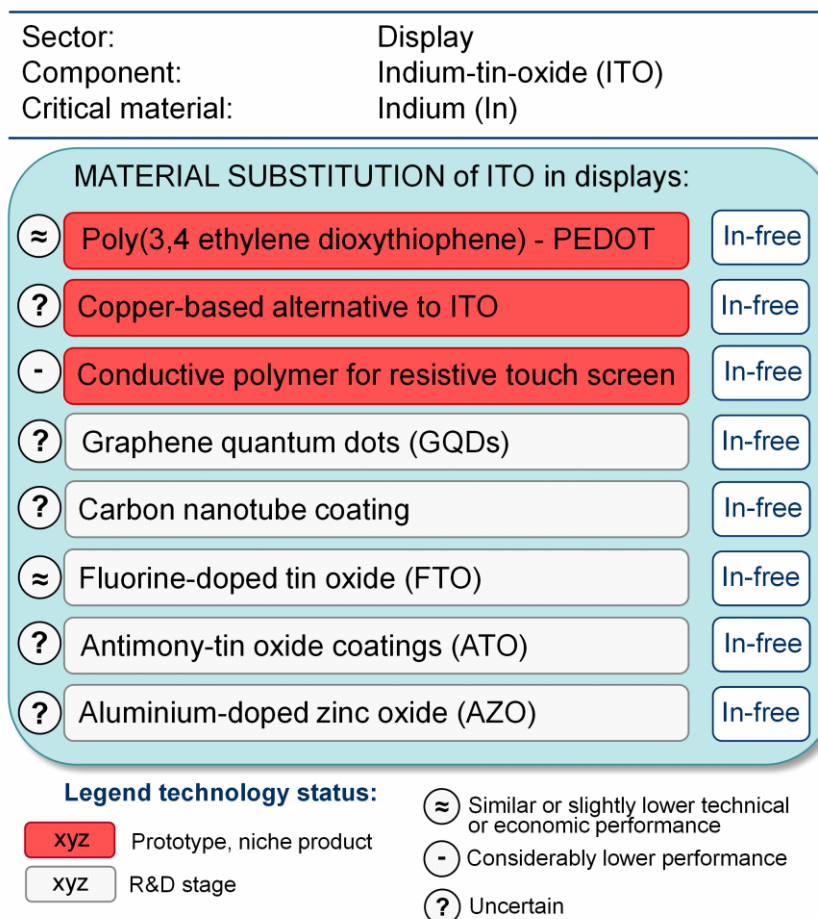 Sector: Display
Component: Indium-tin-oxide (ITO)
Critical material: Indium (In)
MATERIAL SUBSTITUTION of ITO in displays:
≈ Poly(3,4 ethylene dioxythiophene) - PEDOT In-free
? Copper-based alternative to ITO In-free
- Conductive polymer for resistive touch screen In-free
? Graphene quantum dots (GQDs) In-free
? Carbon nanotube coating In-free
≈ Fluorine-doped tin oxide (FTO) In-free
? Antimony-tin oxide coatings (ATO) In-free
? Aluminium-doped zinc oxide (AZO) In-free
Legend technology status:
xyz Prototype, niche product
xyz R&D stage
≈ Similar or slightly lower technical
or economic performance
- Considerably lower performance
? Uncertain